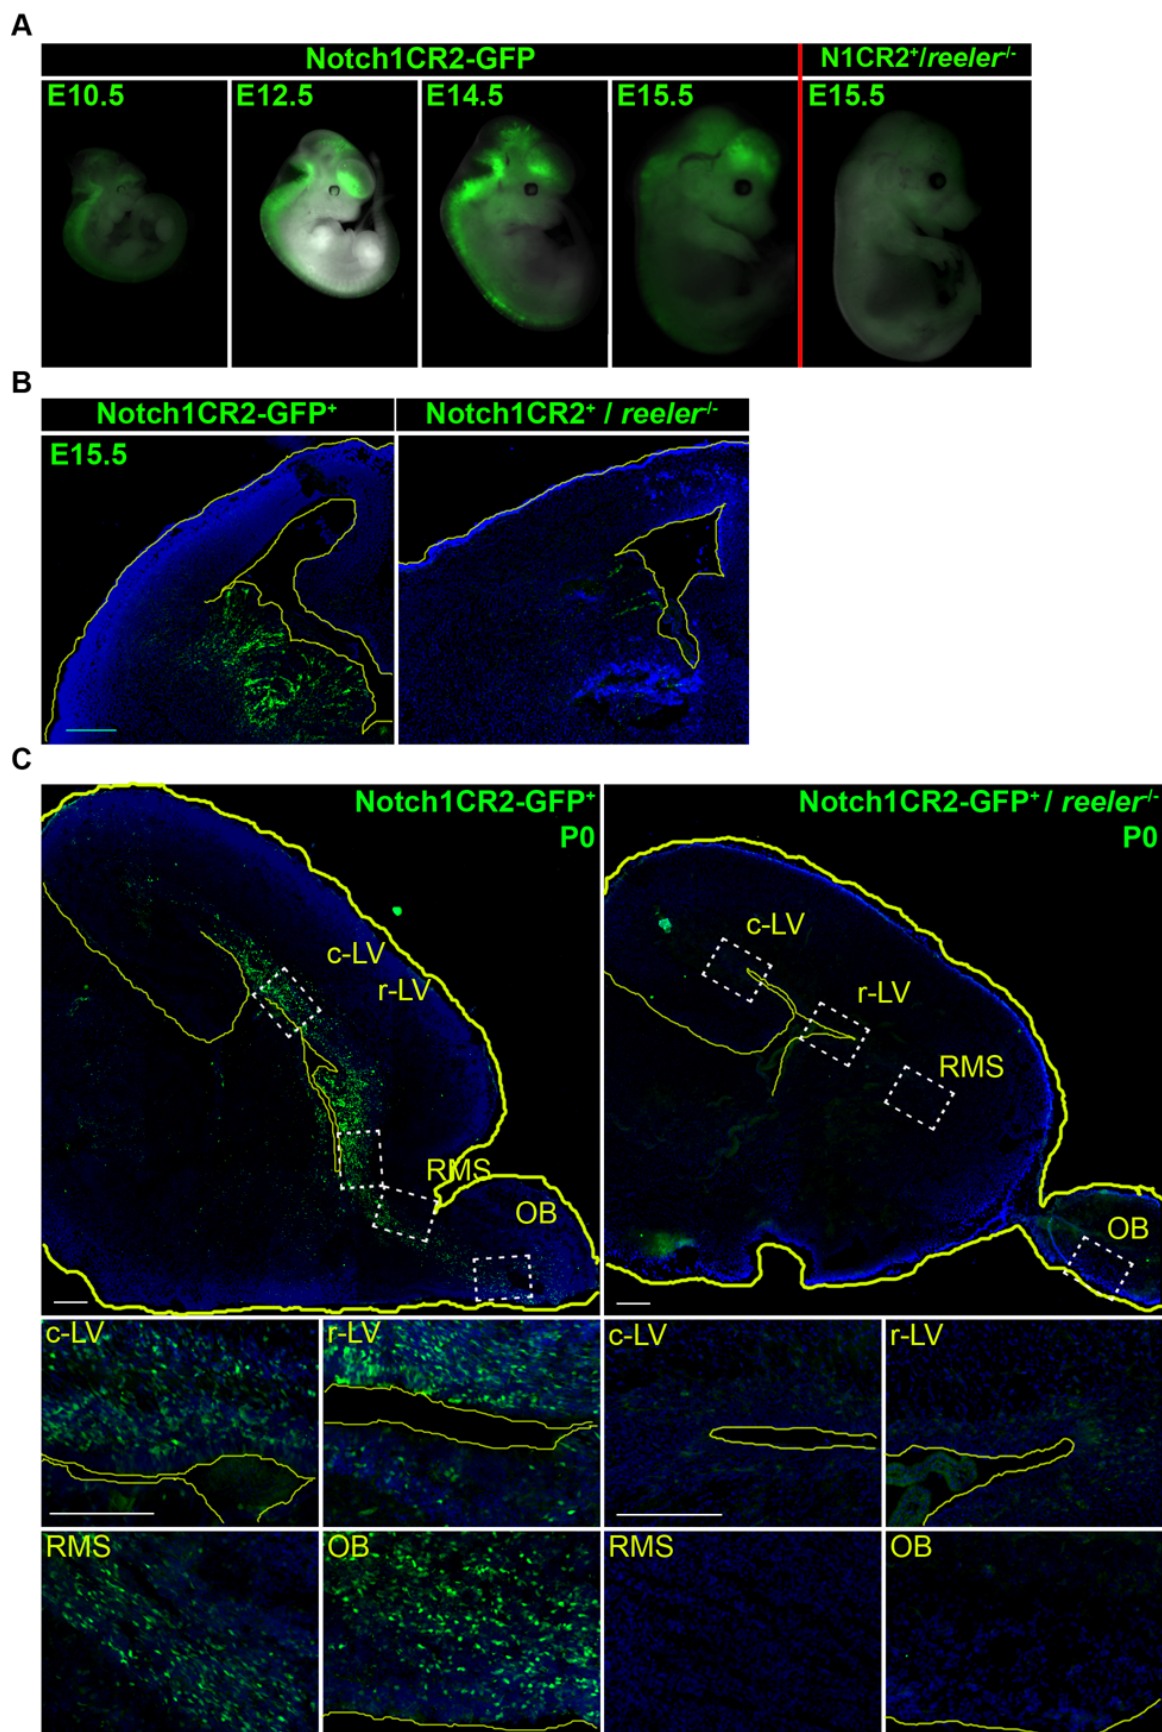 A
Notch1CR2-GFP
N1CR2⁺/reeler⁻/⁻
E10.5
E12.5
E14.5
E15.5
E15.5
B
Notch1CR2-GFP⁺
Notch1CR2⁺ / reeler⁻/⁻
E15.5
C
Notch1CR2-GFP⁺
P0
Notch1CR2-GFP⁺ / reeler⁻/⁻
P0
c-LV
r-LV
RMS
OB
c-LV
r-LV
RMS
OB
c-LV
r-LV
c-LV
r-LV
RMS
OB
RMS
OB